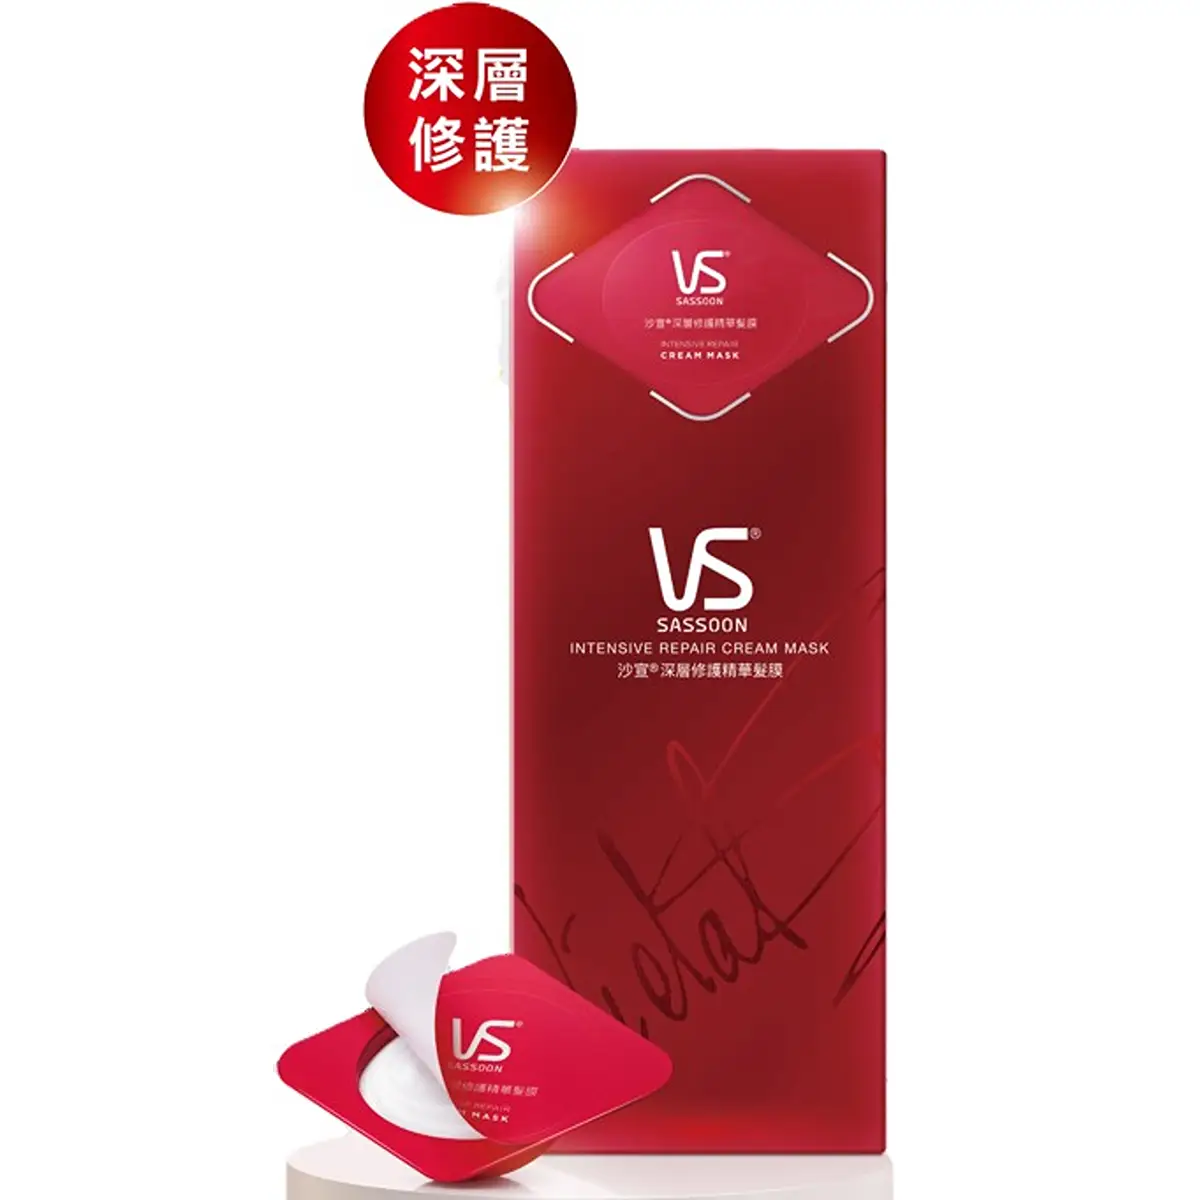 深層
修護
VS®
SASSOON
沙宣®深層修護精華髮膜
INTENSIVE REPAIR
CREAM MASK
VS®
SASSOON
INTENSIVE REPAIR CREAM MASK
沙宣®深層修護精華髮膜
VS®
SASSOON
修護精華髮膜
REPAIR
MASK